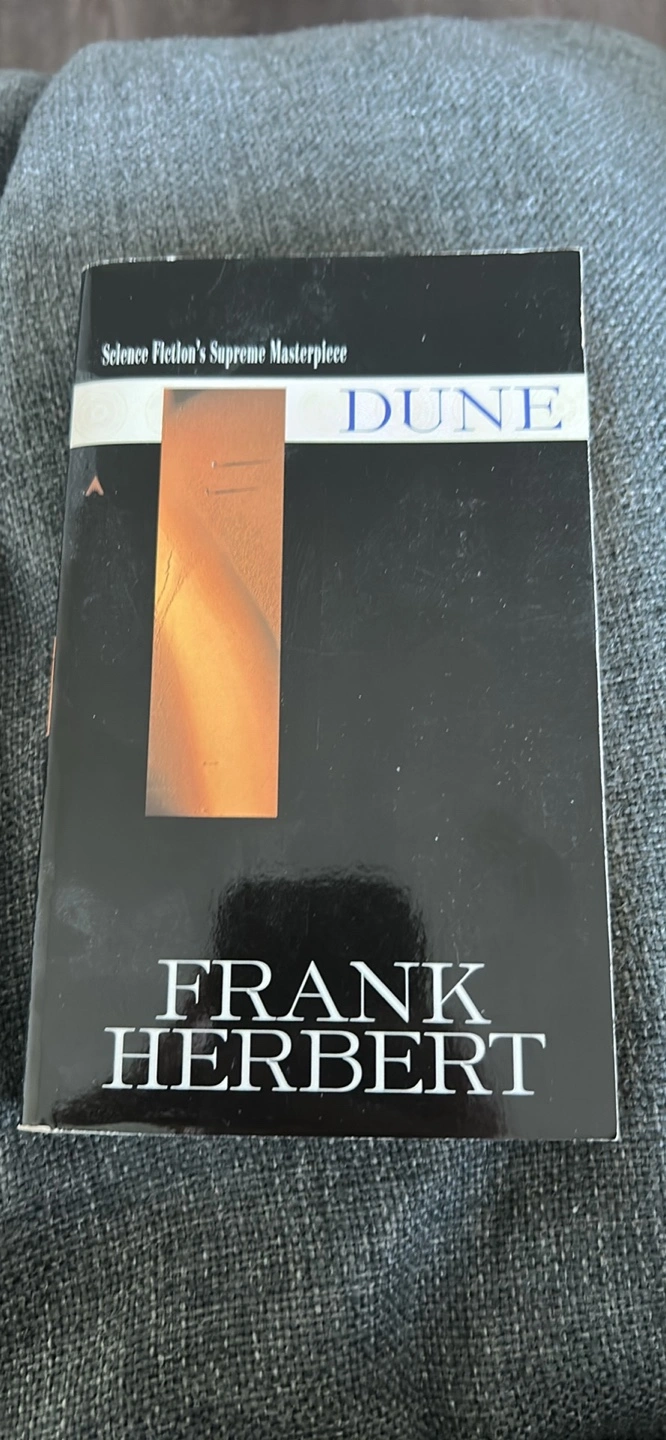 Science Fiction's Supreme Masterpiece
DUNE
FRANK
HERBERT